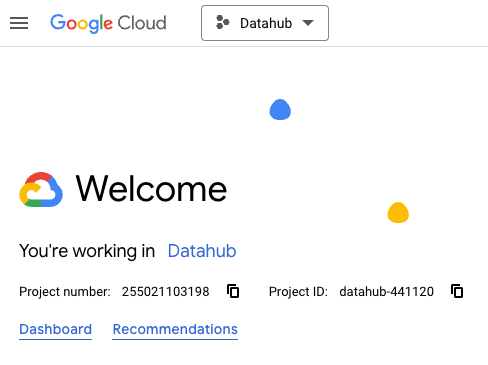 Google Cloud Datahub
Welcome
You're working in Datahub
Project number: 255021103198 Project ID: datahub-441120
Dashboard Recommendations